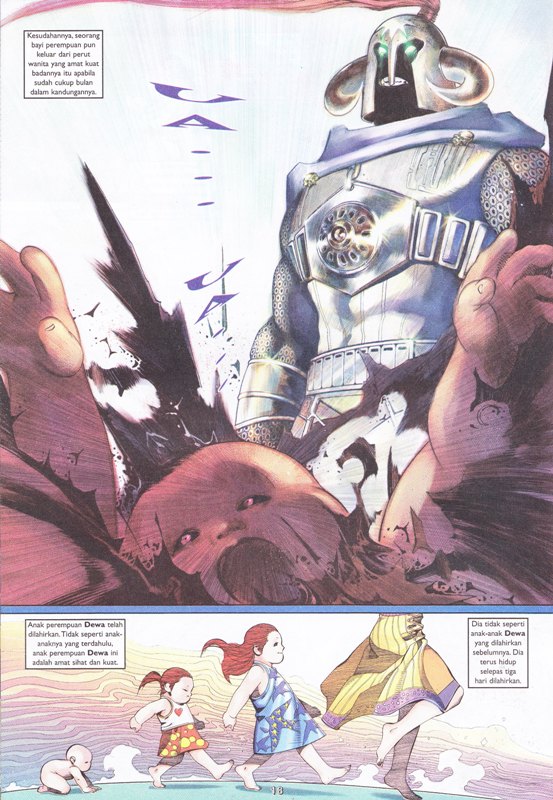 Kesudahannya, seorang
bayi perempuan pun
keluar dari perut
wanita yang amat kuat
badannya itu apabila
sudah cukup bulan
dalam kandungannya.
Anak perempuan Dewa telah
dilahirkan. Tidak seperti anak-
anaknya yang terdahulu,
anak perempuan Dewa ini
adalah amat sihat dan kuat.
Dia tidak seperti
anak-anak Dewa
yang dilahirkan
sebelumnya. Dia
terus hidup
selepas tiga
hari dilahirkan.
18